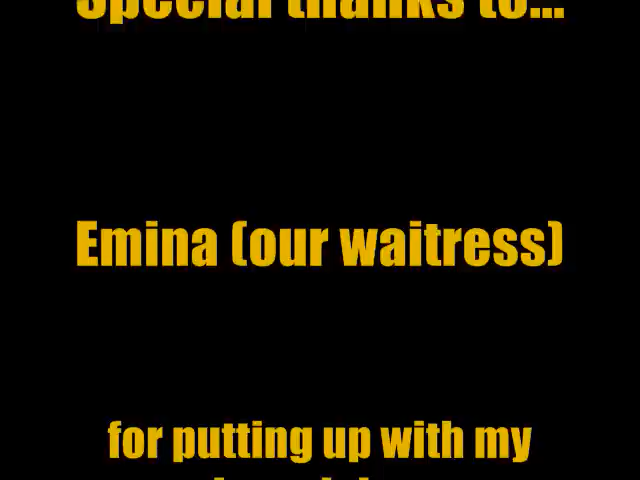 Special thanks to...
Emina (our waitress)
for putting up with my